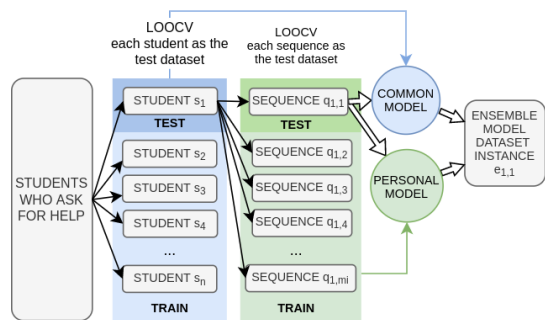 LOOCV
each student as the
test dataset
LOOCV
each sequence as
the test dataset
STUDENTS
WHO ASK
FOR HELP
STUDENT s1
TEST
STUDENT s2
STUDENT s3
STUDENT s4
...
STUDENT sn
TRAIN
SEQUENCE q1,1
TEST
SEQUENCE q1,2
SEQUENCE q1,3
SEQUENCE q1,4
...
SEQUENCE q1,mi
TRAIN
COMMON
MODEL
PERSONAL
MODEL
ENSEMBLE
MODEL
DATASET
INSTANCE
e1,1